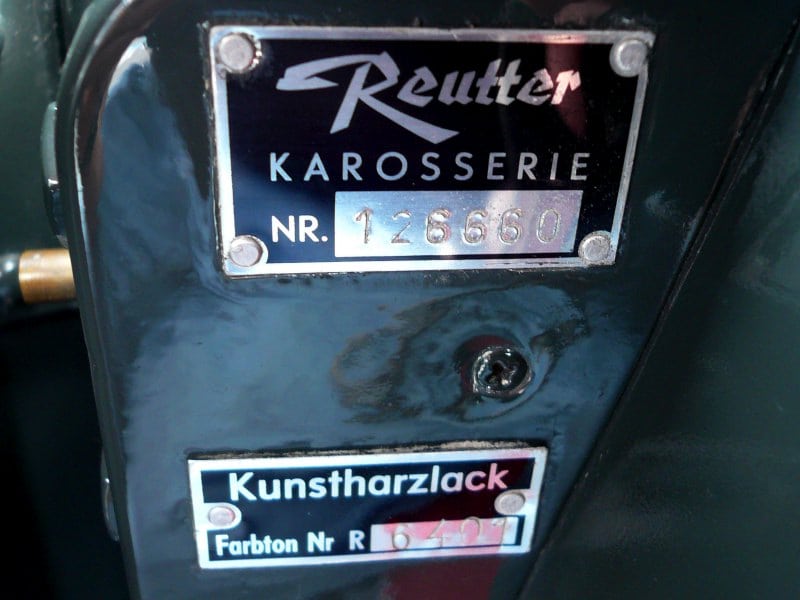 Reutter
KAROSSERIE
NR. 126660
Kunstharzlack
Farbton Nr R 6401